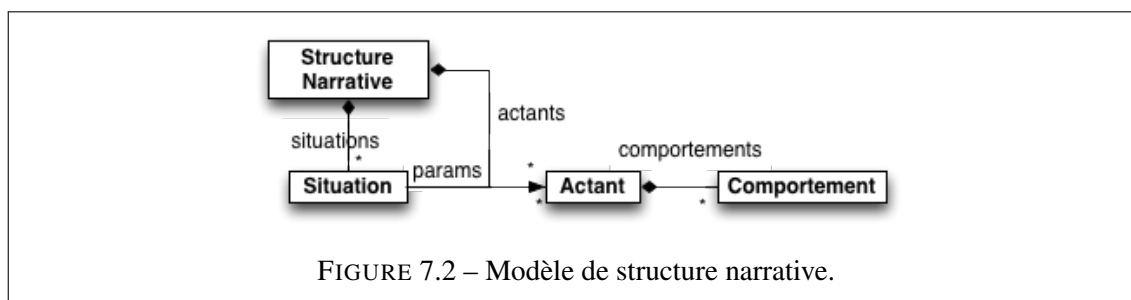 Structure
Narrative
actants
situations
*
params
*
*
comportements
*
Situation
Actant
Comportement
FIGURE 7.2 – Modèle de structure narrative.